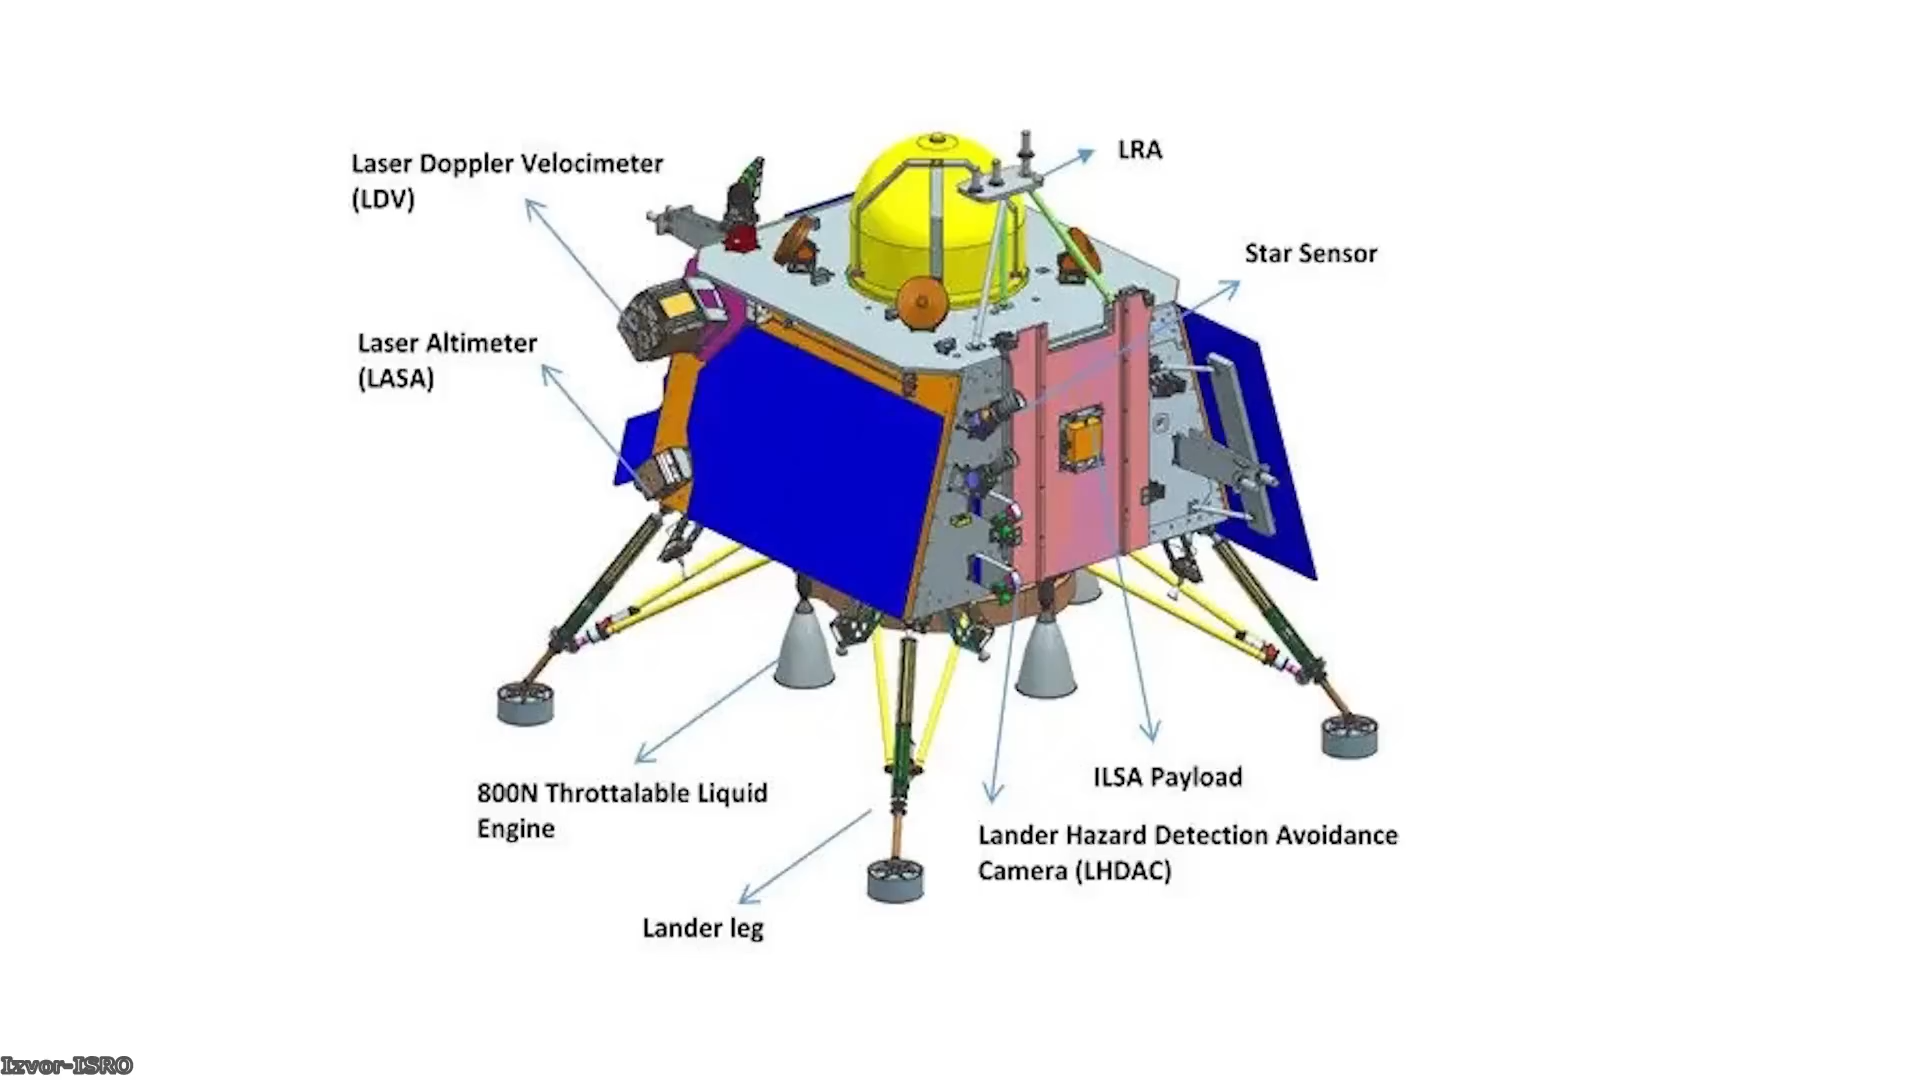 Laser Doppler Velocimeter
(LDV)
LRA
Star Sensor
Laser Altimeter
(LASA)
800N Throttalable Liquid
Engine
ILSA Payload
Lander Hazard Detection Avoidance
Camera (LHDAC)
Lander leg
Izvor-ISRO